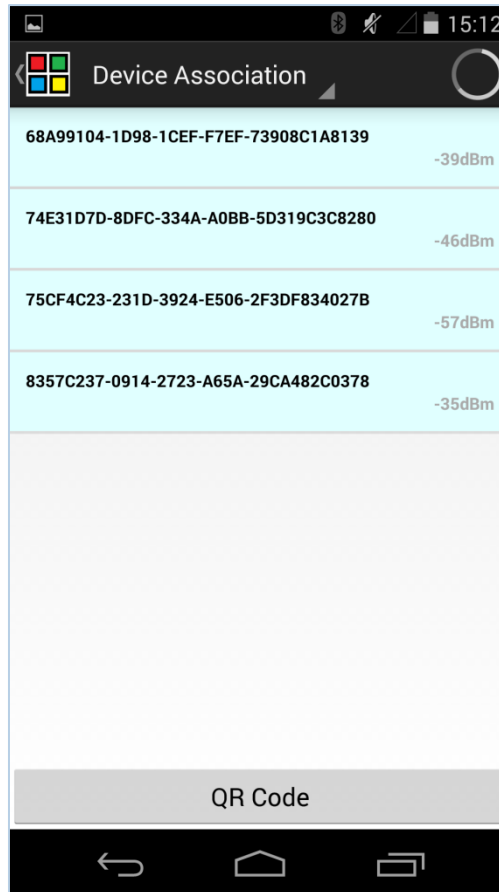 15:12
Device Association
68A99104-1D98-1CEF-F7EF-73908C1A8139
-39dBm
74E31D7D-8DFC-334A-A0BB-5D319C3C8280
-46dBm
75CF4C23-231D-3924-E506-2F3DF834027B
-57dBm
8357C237-0914-2723-A65A-29CA482C0378
-35dBm
QR Code